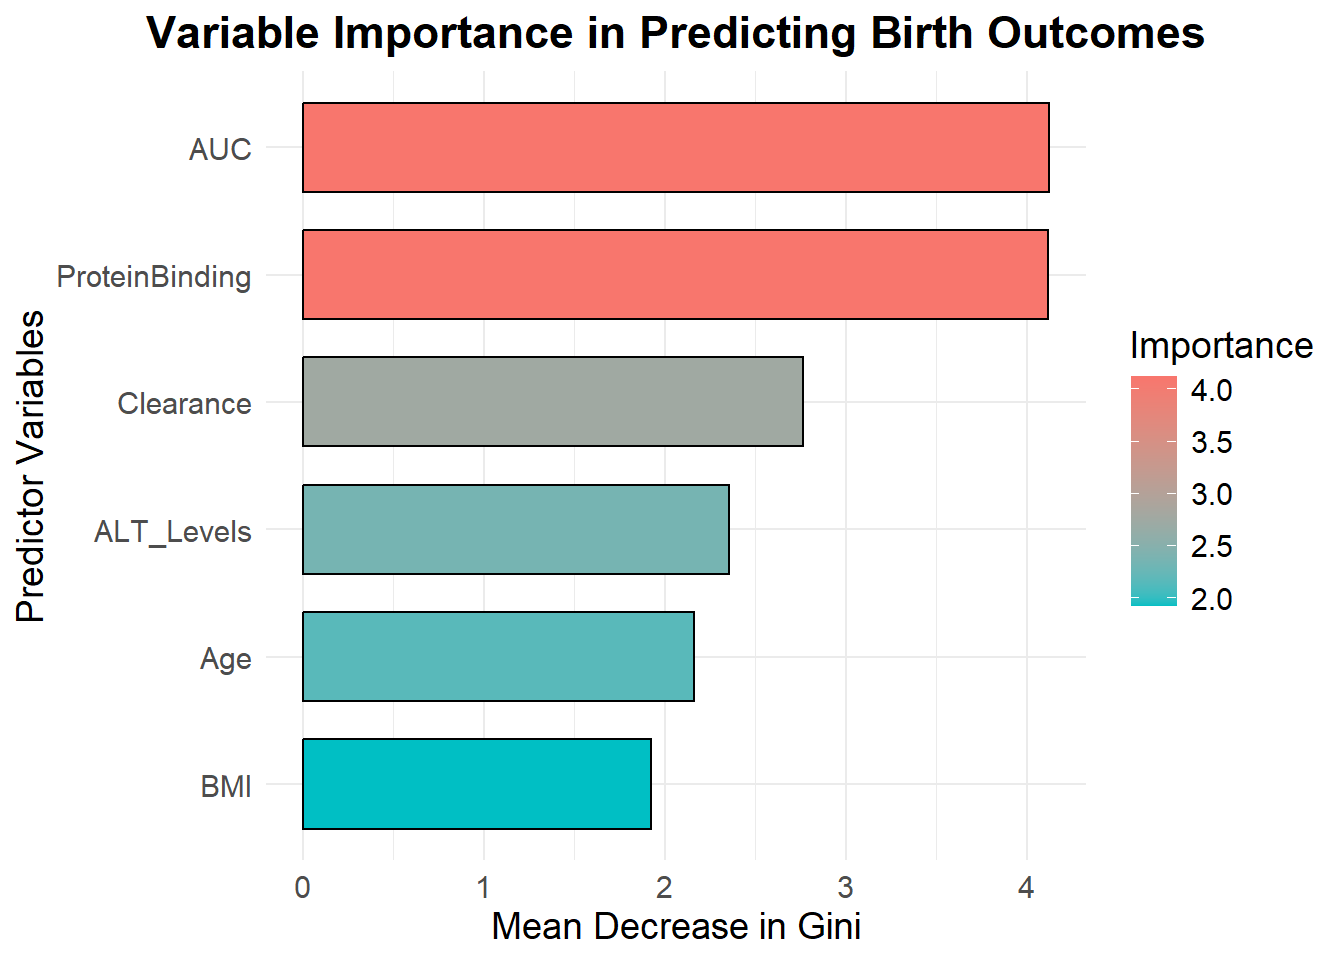 Variable Importance in Predicting Birth Outcomes
Predictor Variables
AUC
ProteinBinding
Clearance
ALT_Levels
Age
BMI
0 1 2 3 4
Mean Decrease in Gini
Importance
4.0
3.5
3.0
2.5
2.0